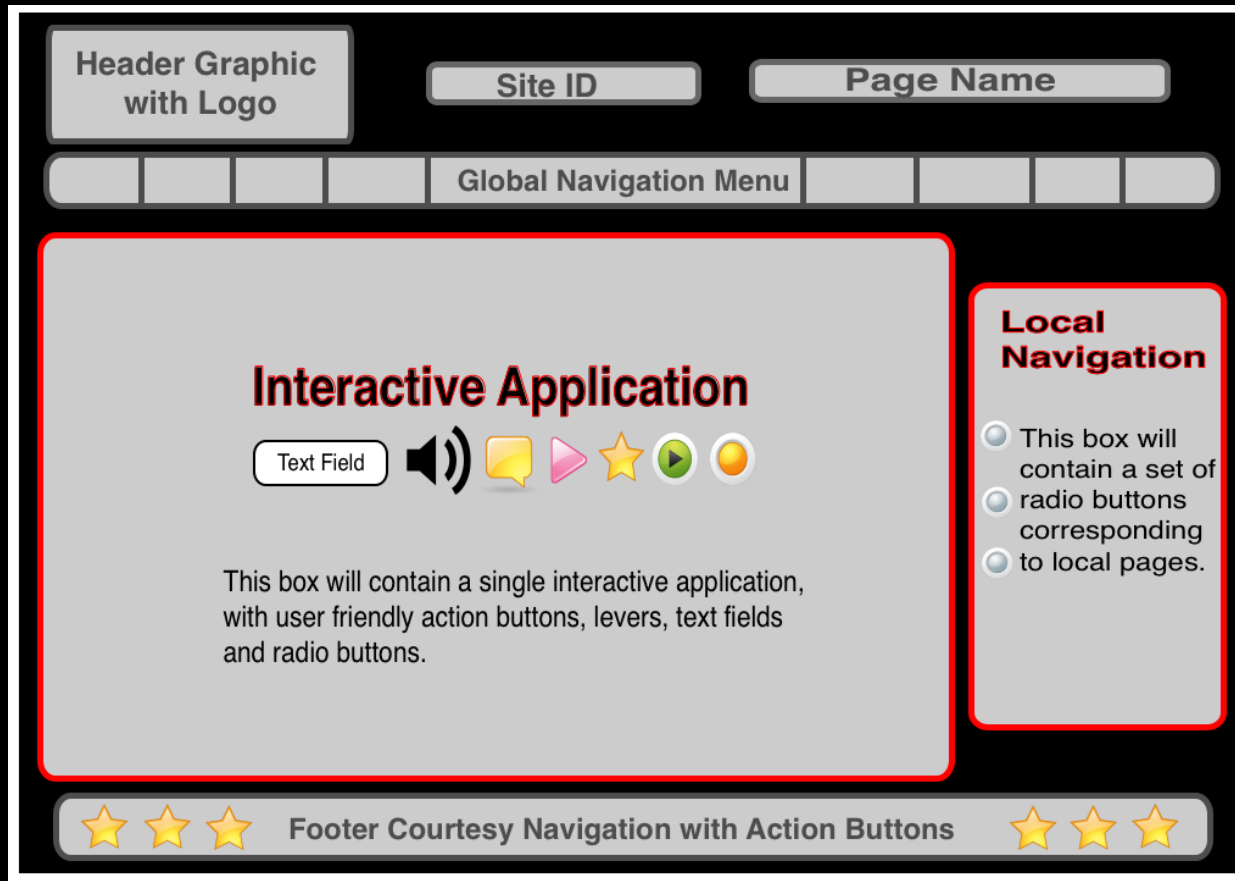 Header Graphic
with Logo
Site ID
Page Name
Global Navigation Menu
Interactive Application
Text Field
This box will contain a single interactive application,
with user friendly action buttons, levers, text fields
and radio buttons.
Local
Navigation
This box will
contain a set of
radio buttons
corresponding
to local pages.
Footer Courtesy Navigation with Action Buttons